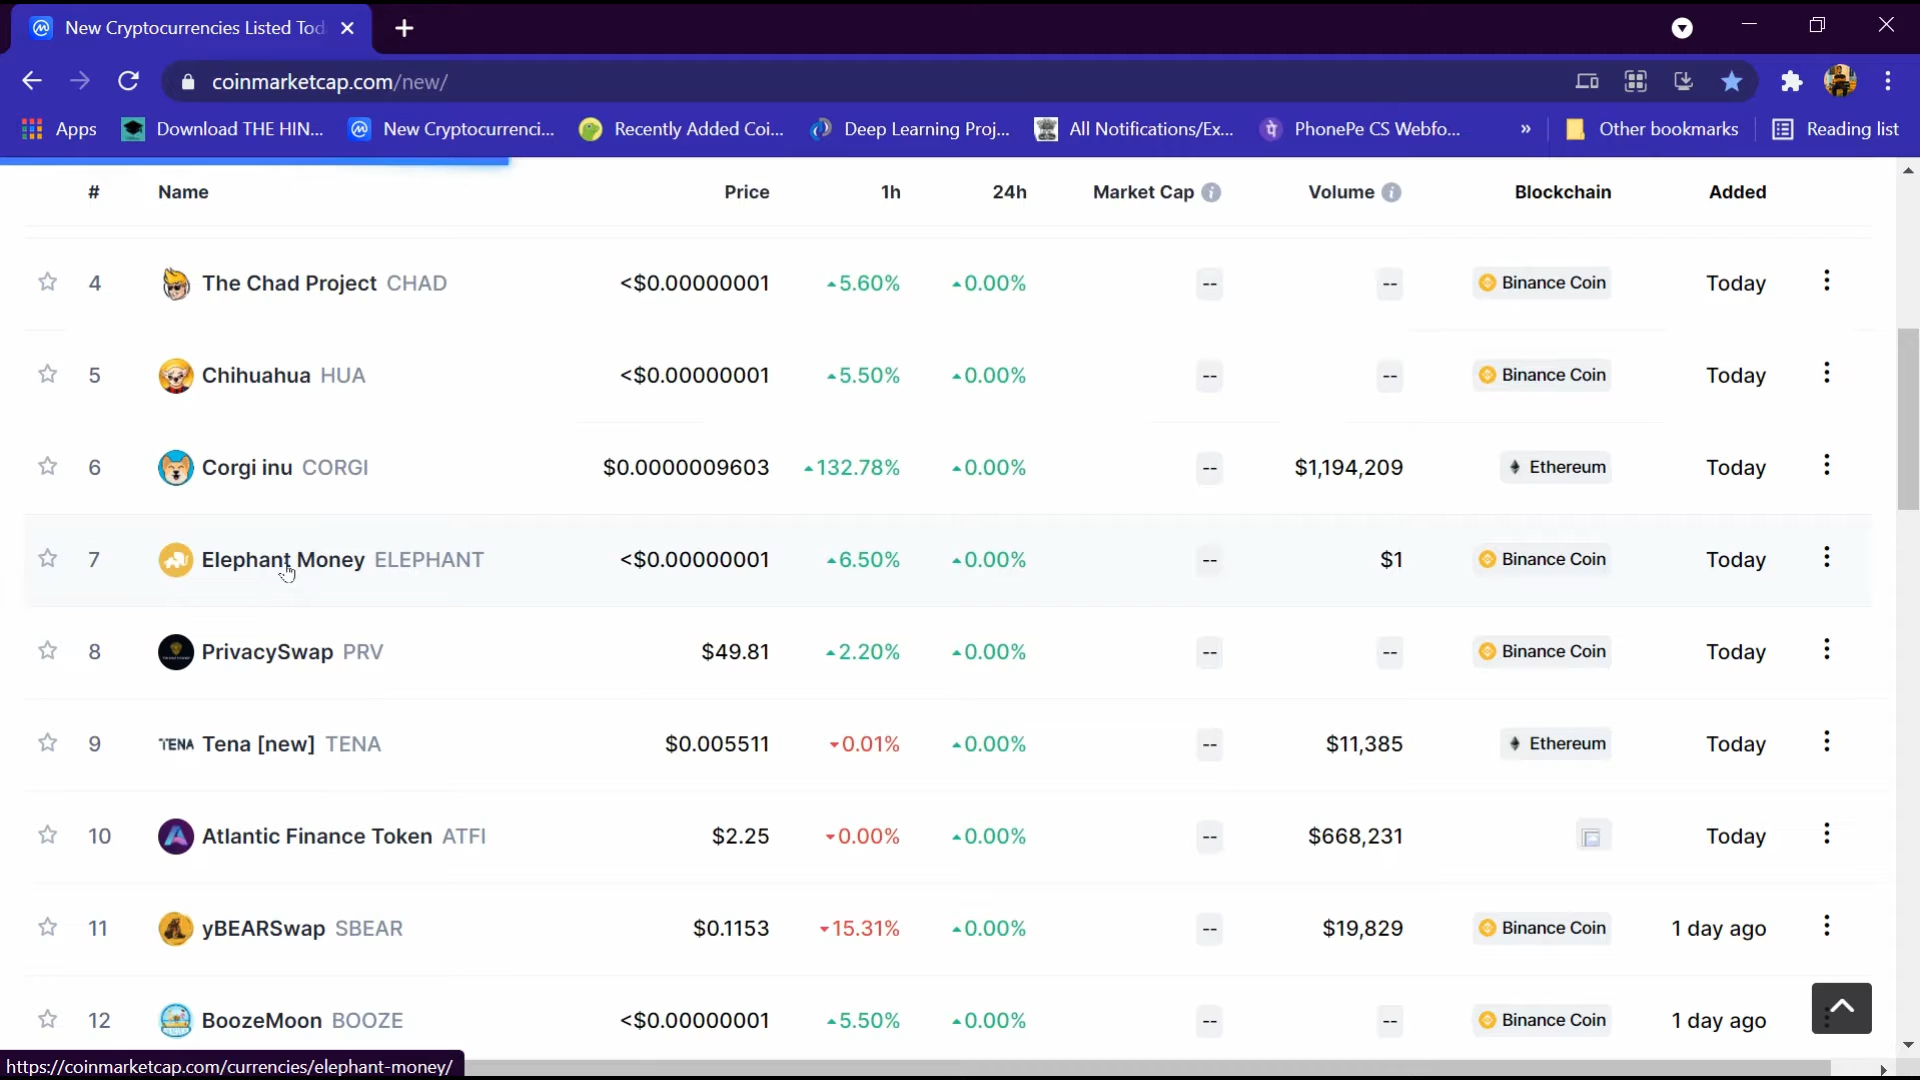 New Cryptocurrencies Listed Tod
coinmarketcap.com/new/
Apps Download THE HIN... New Cryptocurrenci... Recently Added Coi... Deep Learning Proj... All Notifications/Ex... PhonePe CS Webfo... » Other bookmarks Reading list
# Name Price 1h 24h Market Cap Volume Blockchain Added
4 The Chad Project CHAD <$0.00000001 5.60% 0.00% -- -- Binance Coin Today
5 Chihuahua HUA <$0.00000001 5.50% 0.00% -- -- Binance Coin Today
6 Corgi inu CORGI $0.0000009603 132.78% 0.00% -- $1,194,209 Ethereum Today
7 Elephant Money ELEPHANT <$0.00000001 6.50% 0.00% -- $1 Binance Coin Today
8 PrivacySwap PRV $49.81 2.20% 0.00% -- -- Binance Coin Today
9 TENA Tena [new] TENA $0.005511 0.01% 0.00% -- $11,385 Ethereum Today
10 Atlantic Finance Token ATFI $2.25 0.00% 0.00% -- $668,231 Today
11 yBEARSwap SBEAR $0.1153 15.31% 0.00% -- $19,829 Binance Coin 1 day ago
12 BoozeMoon BOOZE <$0.00000001 5.50% 0.00% -- -- Binance Coin 1 day ago
https://coinmarketcap.com/currencies/elephant-money/